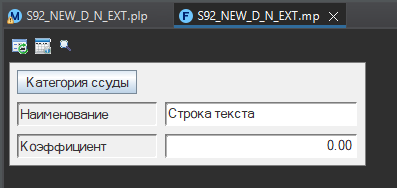 S92_NEW_D_N_EXT.plp
S92_NEW_D_N_EXT.mp
Категория ссуды
Наименование Строка текста
Коэффициент 0.00